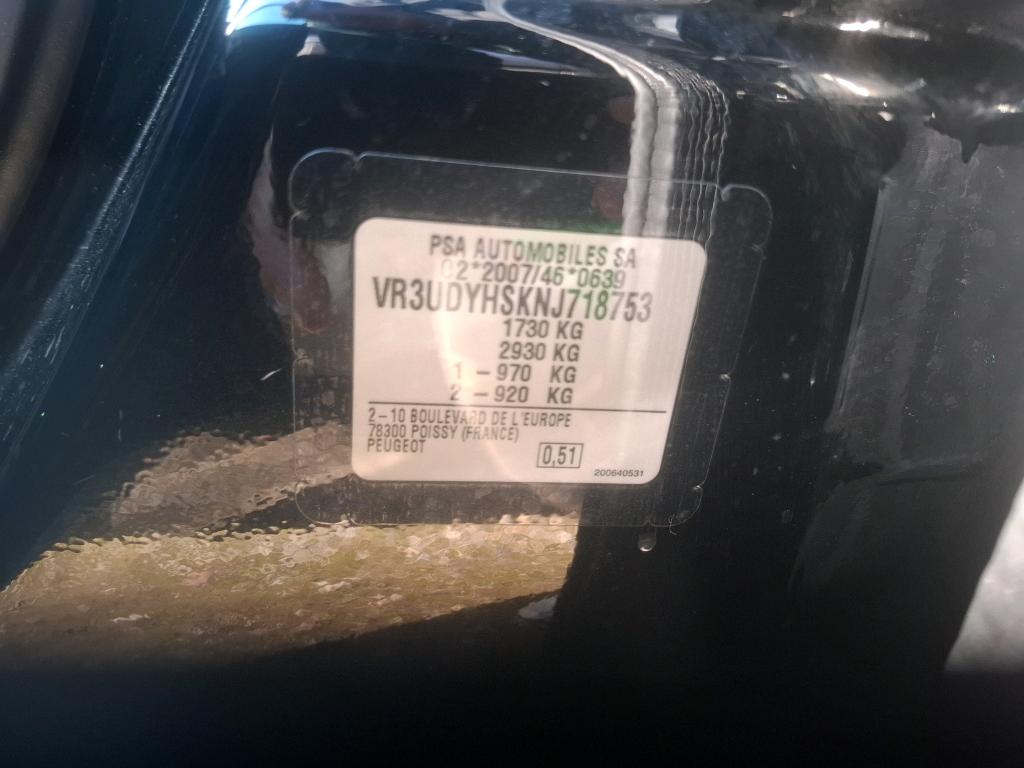 PSA AUTOMOBILES SA
02*2007/46*0639
VR3UDYHSKNJ718753
1730 KG
2930 KG
1 – 970 KG
2 – 920 KG
2–10 BOULEVARD DE L'EUROPE
78300 POISSY (FRANCE)
PEUGEOT
0,51
200640531